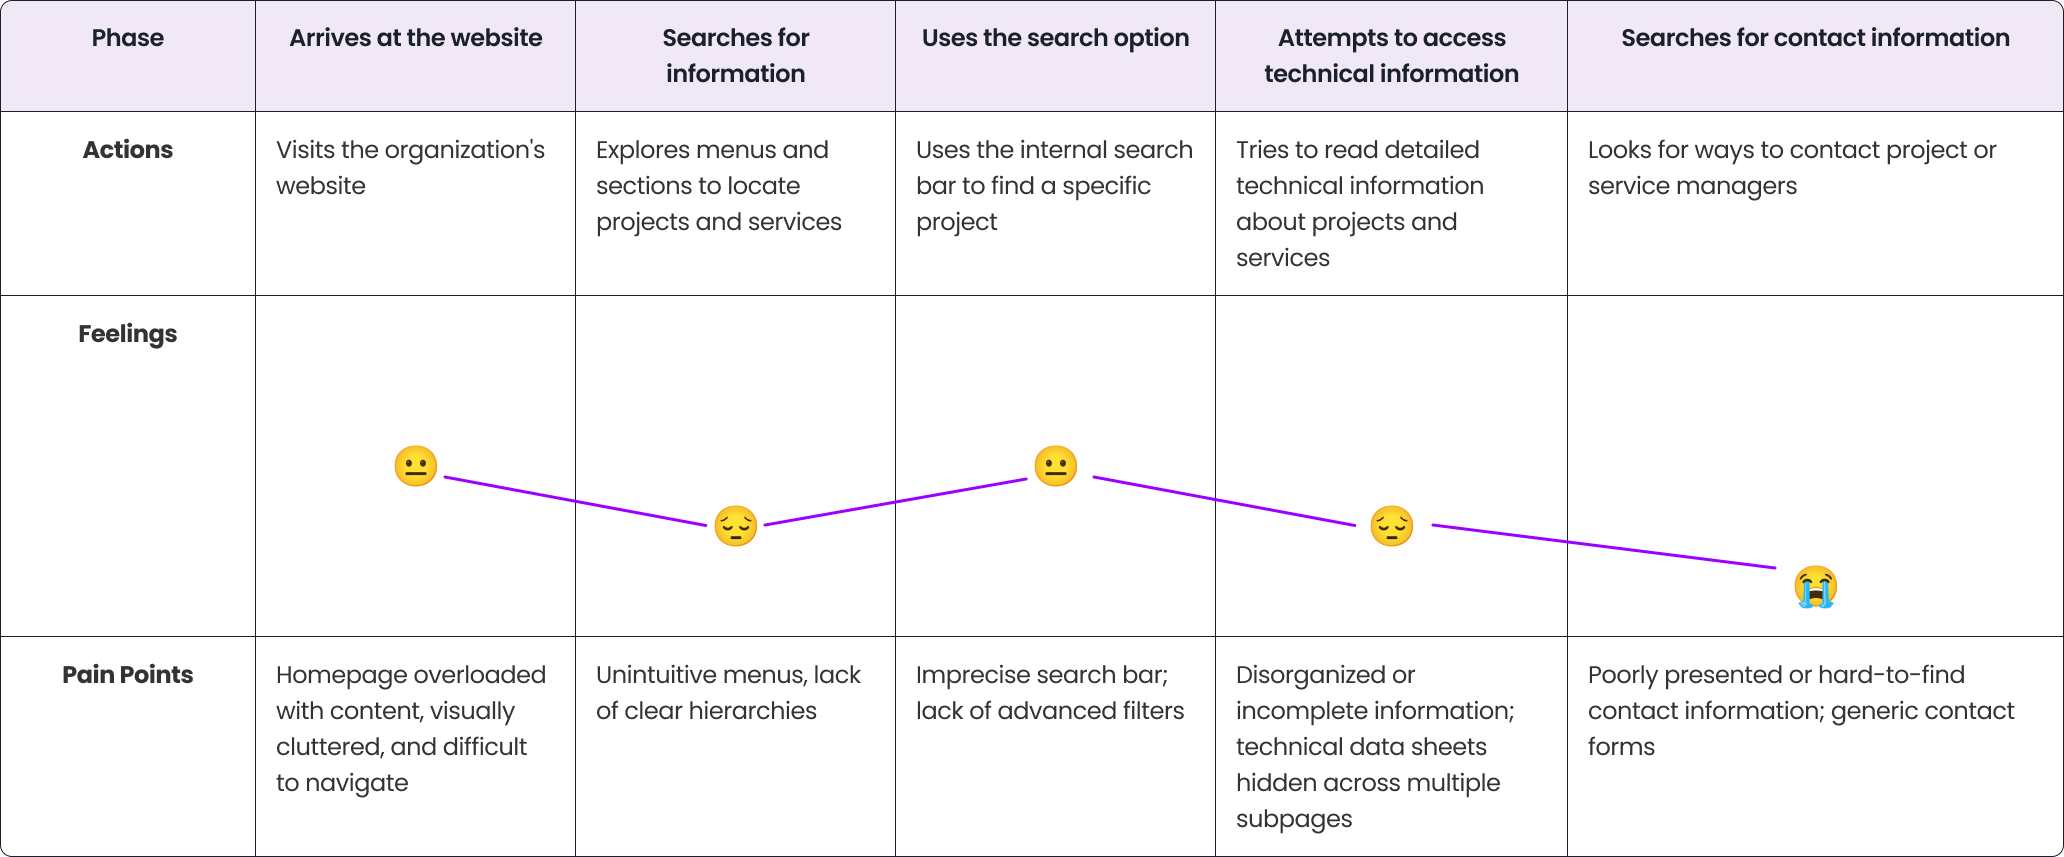 Phase
Arrives at the website
Searches for
information
Uses the search option
Attempts to access
technical information
Searches for contact information
Actions
Visits the organization's
website
Explores menus and
sections to locate
projects and services
Uses the internal search
bar to find a specific
project
Tries to read detailed
technical information
about projects and
services
Looks for ways to contact project or
service managers
Feelings
Pain Points
Homepage overloaded
with content, visually
cluttered, and difficult
to navigate
Unintuitive menus, lack
of clear hierarchies
Imprecise search bar;
lack of advanced filters
Disorganized or
incomplete information;
technical data sheets
hidden across multiple
subpages
Poorly presented or hard-to-find
contact information; generic contact
forms